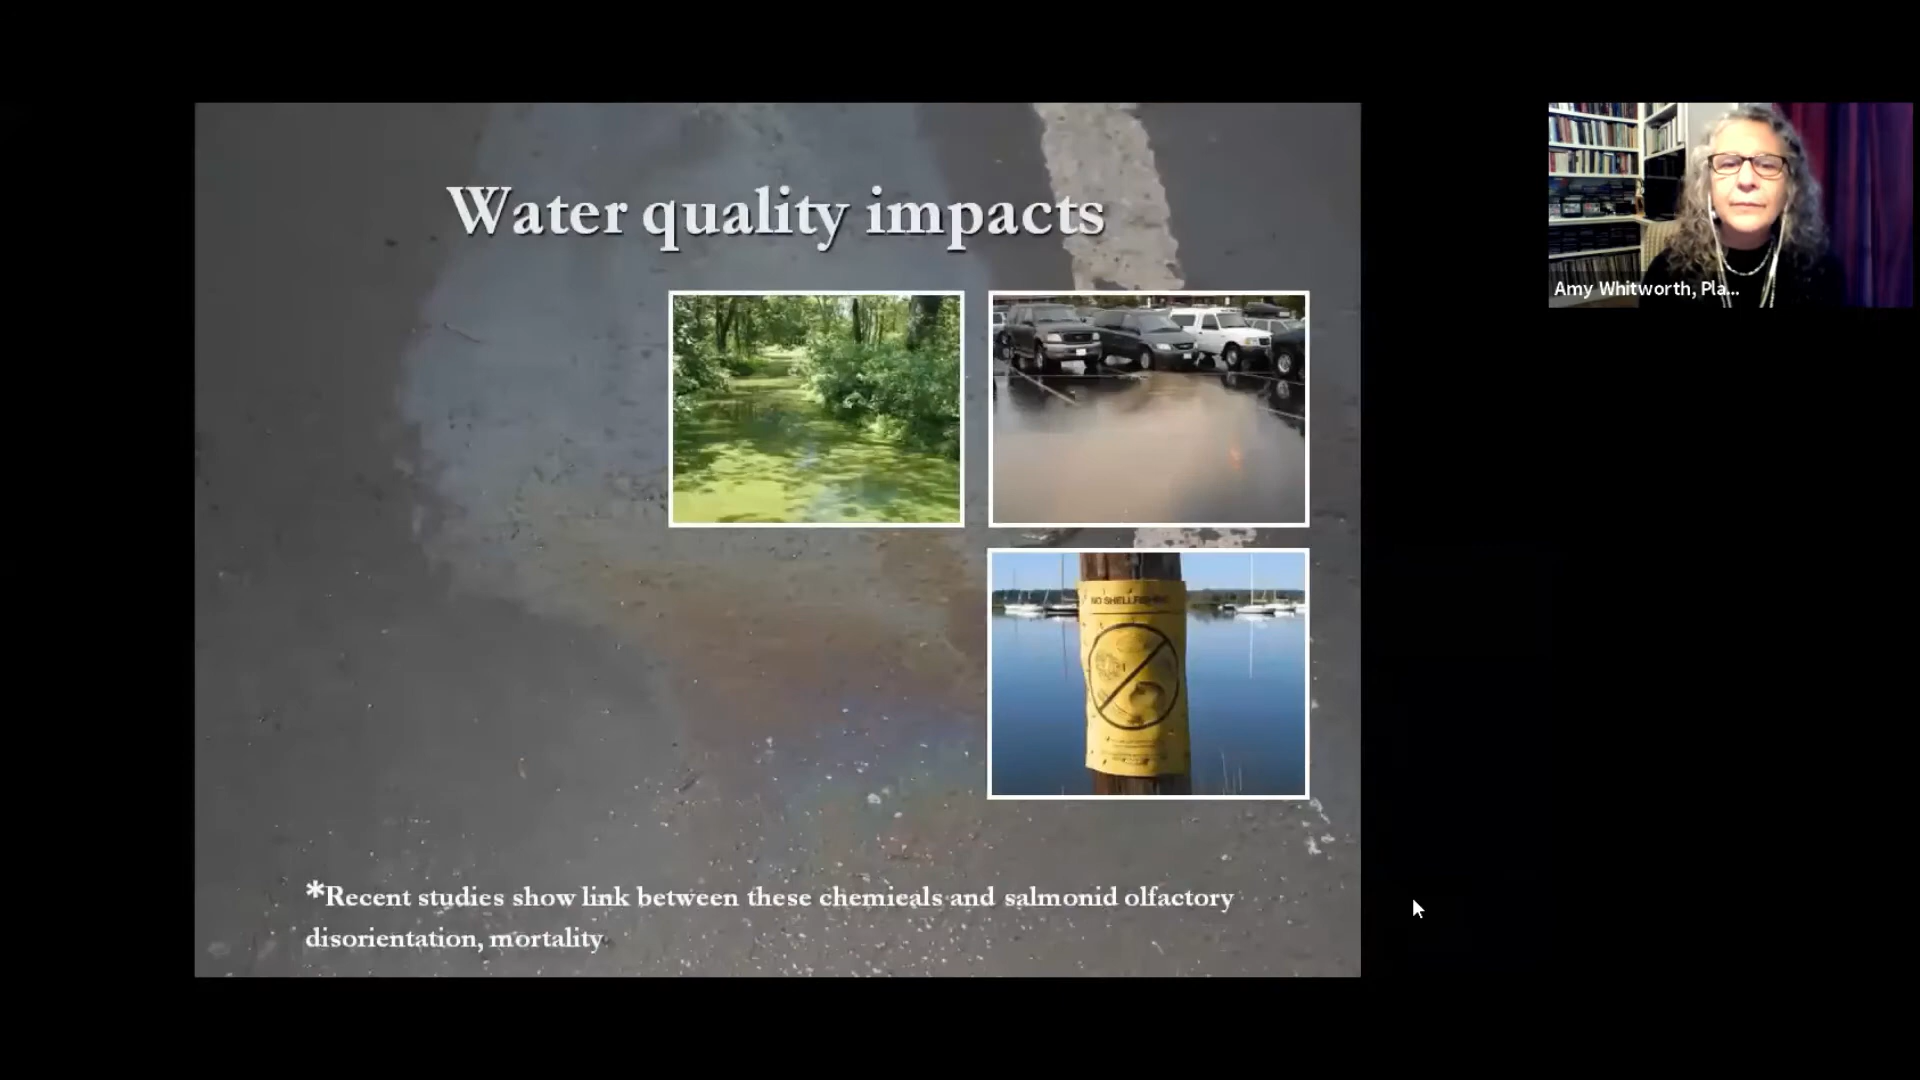 Water quality impacts
Amy Whitworth, Pla...
NO SHELLFISHING
*Recent studies show link between these chemicals and salmonid olfactory
disorientation, mortality